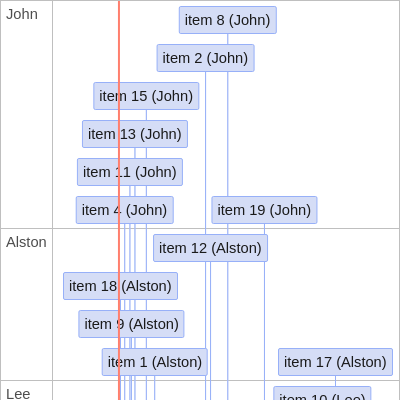 John
item 8 (John)
item 2 (John)
item 15 (John)
item 13 (John)
item 11 (John)
item 4 (John)
item 19 (John)
Alston
item 12 (Alston)
item 18 (Alston)
item 9 (Alston)
item 1 (Alston)
item 17 (Alston)
Lee
item 10 (Lee)